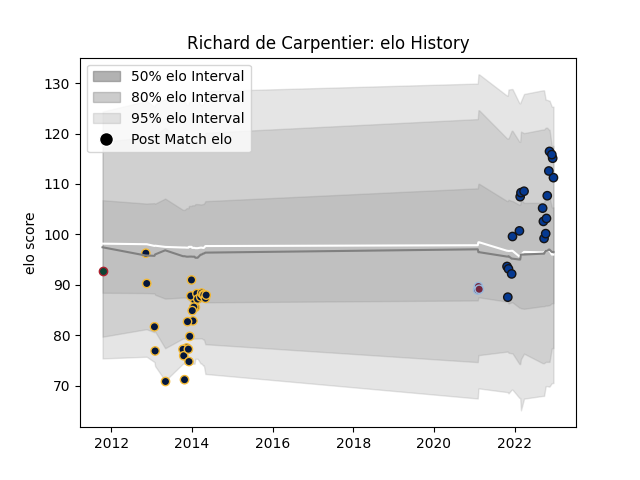 Richard de Carpentier: elo History
50% elo Interval
80% elo Interval
95% elo Interval
Post Match elo
elo score
130
120
110
100
90
80
70
2012
2014
2016
2018
2020
2022